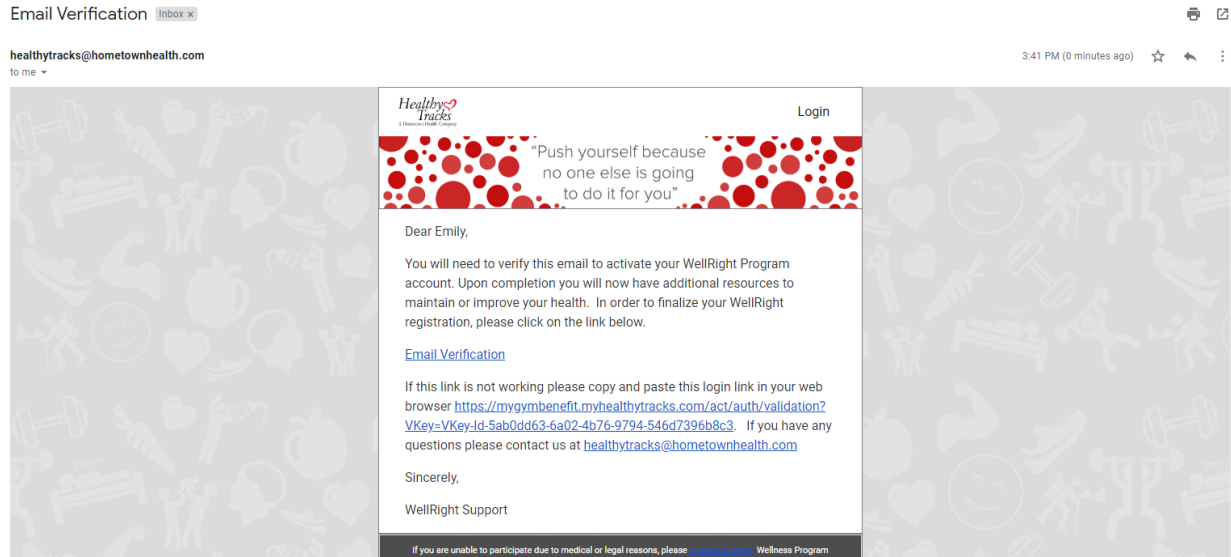 Email Verification Inbox x
healthytracks@hometownhealth.com
3:41 PM (0 minutes ago)
to me
Healthy Tracks
A Hometown Health Company
Login
“Push yourself because
no one else is going
to do it for you”
Dear Emily,
You will need to verify this email to activate your WellRight Program
account. Upon completion you will now have additional resources to
maintain or improve your health. In order to finalize your WellRight
registration, please click on the link below.
Email Verification
If this link is not working please copy and paste this login link in your web
browser https://mygymbenefit.myhealthytracks.com/act/auth/validation?
VKey=VKey-Id-5ab0dd63-6a02-4b76-9794-546d7396b8c3. If you have any
questions please contact us at healthytracks@hometownhealth.com
Sincerely,
WellRight Support
If you are unable to participate due to medical or legal reasons, please Wellness Program